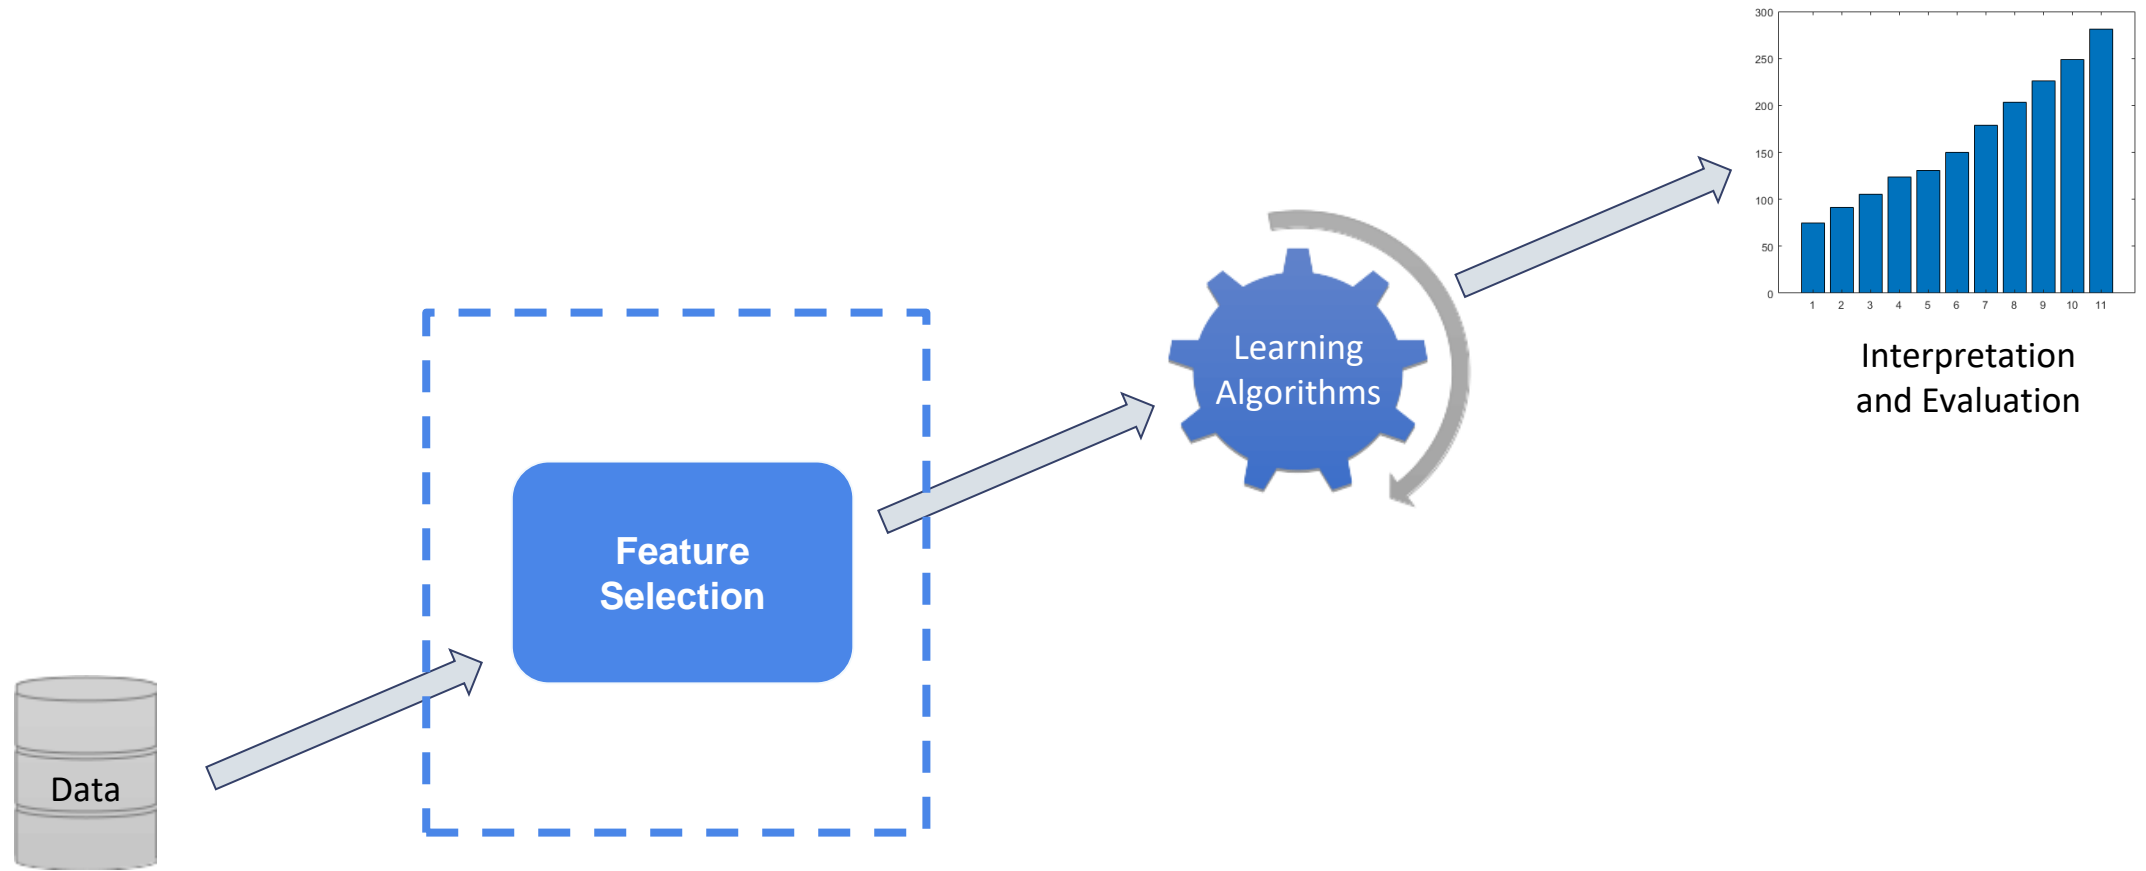 300
250
200
150
100
50
0
1 2 3 4 5 6 7 8 9 10 11
Interpretation
and Evaluation
Learning
Algorithms
Feature
Selection
Data